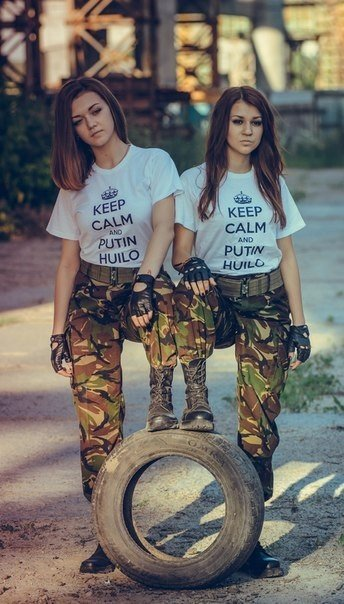 KEEP
CALM
AND
PUTIN
HUILO
KEEP
CALM
AND
PUTIN
HUILO